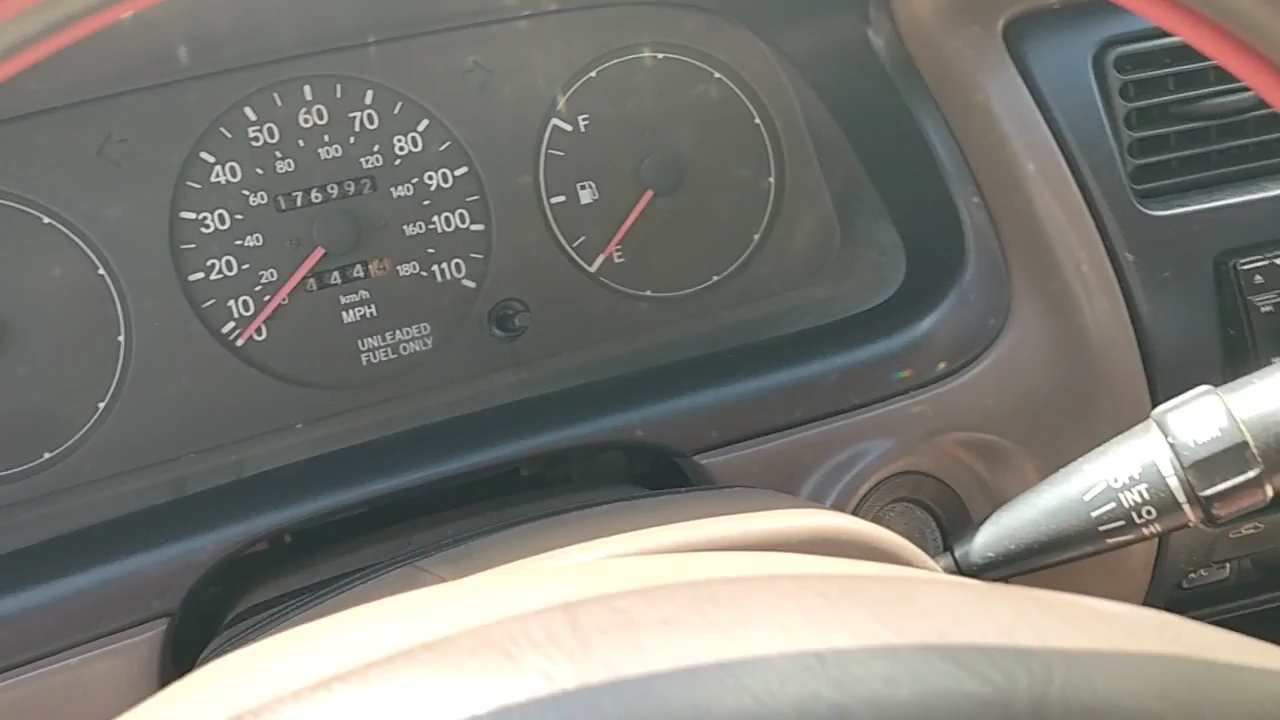 10 20 30 40 50 60 70 80 90 100 110
20 40 60 80 100 120 140 160 180
176992
4 4 4
km/h
MPH
UNLEADED
FUEL ONLY
F
E
OFF
INT
LO
HI
A/C